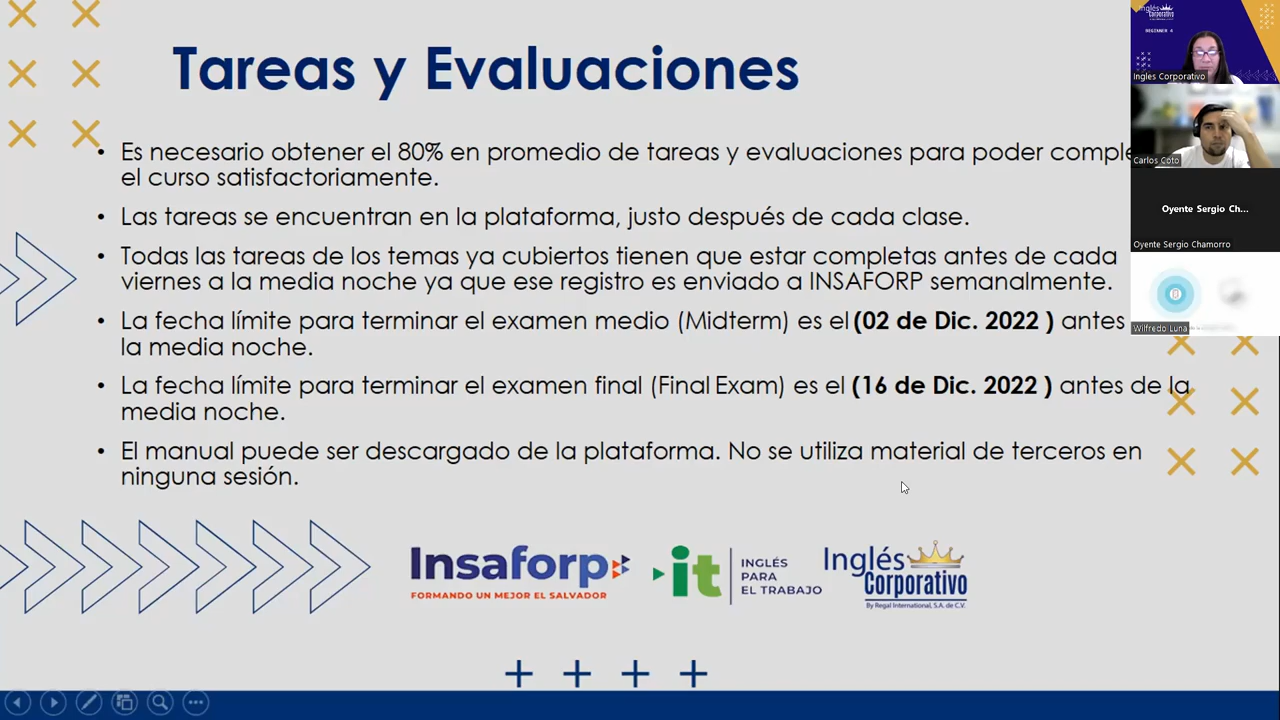 Tareas y Evaluaciones
• Es necesario obtener el 80% en promedio de tareas y evaluaciones para poder comple
el curso satisfactoriamente.
• Las tareas se encuentran en la plataforma, justo después de cada clase.
• Todas las tareas de los temas ya cubiertos tienen que estar completas antes de cada
viernes a la media noche ya que ese registro es enviado a INSAFORP semanalmente.
• La fecha límite para terminar el examen medio (Midterm) es el (02 de Dic. 2022 ) antes
la media noche.
• La fecha límite para terminar el examen final (Final Exam) es el (16 de Dic. 2022 ) antes de la
media noche.
• El manual puede ser descargado de la plataforma. No se utiliza material de terceros en
ninguna sesión.
Insaforp
FORMANDO UN MEJOR EL SALVADOR
it
INGLÉS
PARA
EL TRABAJO
Inglés
Corporativo
By Regal International, S.A. de C.V.
Inglés
Corporativo
BEGINNER 4
Ingles Corporativo
Carlos Coto
Oyente Sergio Ch...
Oyente Sergio Chamorro
Wilfredo Luna